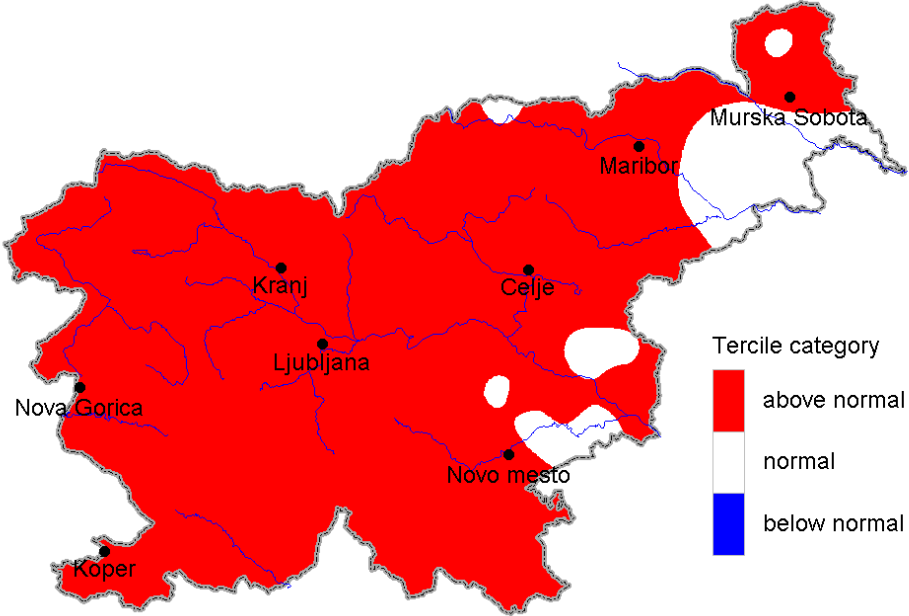 Murska Sobota
Maribor
Kranj
Celje
Ljubljana
Nova Gorica
Novo mesto
Koper
Tercile category
above normal
normal
below normal